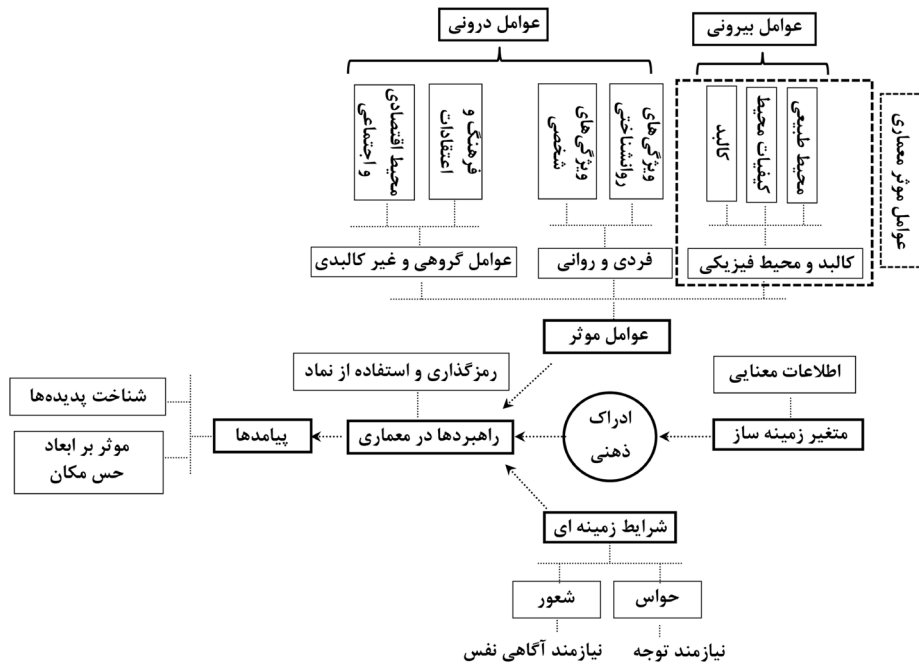 عوامل بیرونی
عوامل درونی
عوامل موثر معماری
محیط طبیعی
کیفیات محیط
کالبد
ویژگی‌های
روانشناختی
ویژگی‌های
شخصی
فرهنگ و
اعتقادات
محیط اقتصادی
و اجتماعی
کالبد و محیط فیزیکی
فردی و روانی
عوامل گروهی و غیر کالبدی
عوامل موثر
اطلاعات معنایی
رمزگذاری و استفاده از نماد
شناخت پدیده‌ها
متغیر زمینه ساز
ادراک
ذهنی
راهبردها در معماری
پیامدها
موثر بر ابعاد
حس مکان
شرایط زمینه ای
حواس
شعور
نیازمند توجه
نیازمند آگاهی نفس